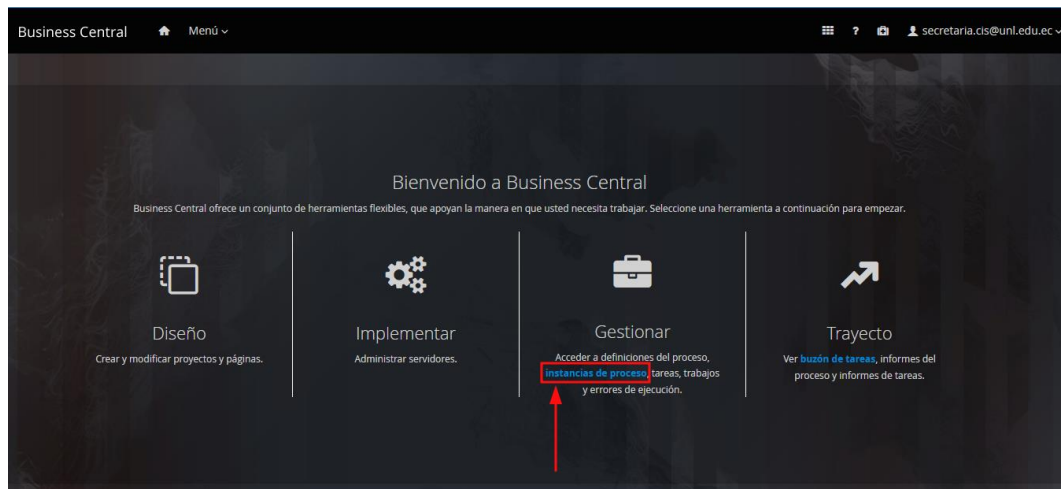 Business Central Menú ? secretaria.cis@unl.edu.ec
Bienvenido a Business Central
Business Central ofrece un conjunto de herramientas flexibles, que apoyan la manera en que usted necesita trabajar. Seleccione una herramienta a continuación para empezar.
Diseño
Crear y modificar proyectos y páginas.
Implementar
Administrar servidores.
Gestionar
Acceder a definiciones del proceso,
instancias de proceso, tareas, trabajos
y errores de ejecución.
Trayecto
Ver buzón de tareas, informes del
proceso y informes de tareas.